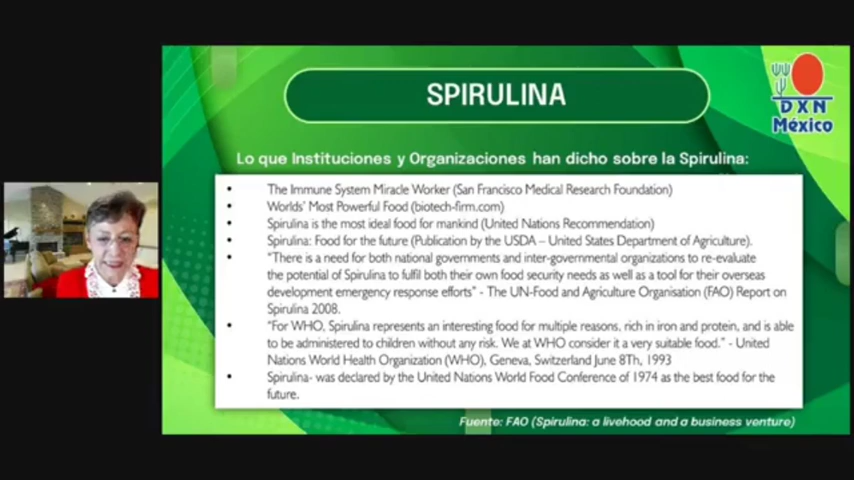 SPIRULINA
DXN
México
Lo que Instituciones y Organizaciones han dicho sobre la Spirulina:
• The Immune System Miracle Worker (San Francisco Medical Research Foundation)
• Worlds' Most Powerful Food (biotech-firm.com)
• Spirulina is the most ideal food for mankind (United Nations Recommendation)
• Spirulina: Food for the future (Publication by the USDA – United States Department of Agriculture).
• "There is a need for both national governments and inter-governmental organizations to re-evaluate
the potential of Spirulina to fulfil both their own food security needs as well as a tool for their overseas
development emergency response efforts" - The UN-Food and Agriculture Organisation (FAO) Report on
Spirulina 2008.
• "For WHO, Spirulina represents an interesting food for multiple reasons, rich in iron and protein, and is able
to be administered to children without any risk. We at WHO consider it a very suitable food." - United
Nations World Health Organization (WHO), Geneva, Switzerland June 8Th, 1993
• Spirulina- was declared by the United Nations World Food Conference of 1974 as the best food for the
future.
Fuente: FAO (Spirulina: a livehood and a business venture)